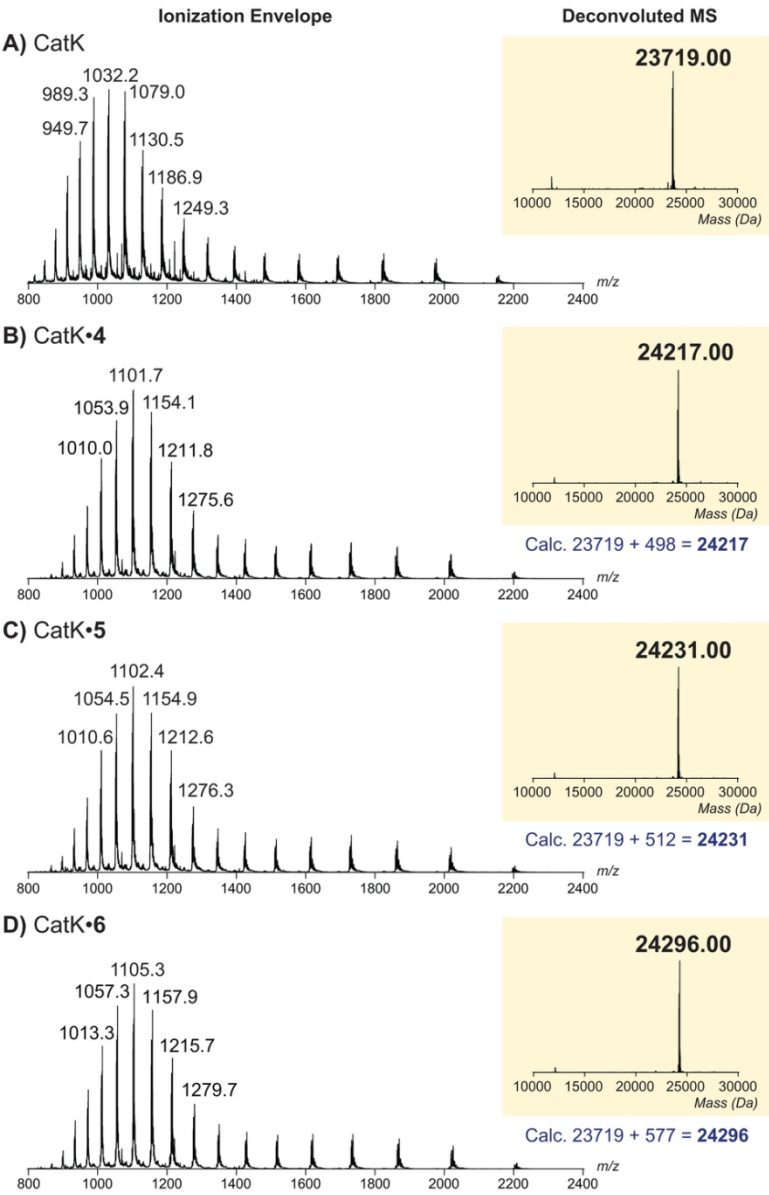 Ionization Envelope Deconvoluted MS
A) CatK
23719.00
1032.2
989.3 1079.0
949.7 1130.5
1186.9
1249.3
10000 15000 20000 25000 30000
Mass (Da)
m/z
800 1000 1200 1400 1600 1800 2000 2200 2400
B) CatK•4
24217.00
1101.7
1053.9 1154.1
1010.0 1211.8
1275.6
10000 15000 20000 25000 30000
Mass (Da)
Calc. 23719 + 498 = 24217
m/z
800 1000 1200 1400 1600 1800 2000 2200 2400
C) CatK•5
24231.00
1102.4
1054.5 1154.9
1010.6 1212.6
1276.3
10000 15000 20000 25000 30000
Mass (Da)
Calc. 23719 + 512 = 24231
m/z
800 1000 1200 1400 1600 1800 2000 2200 2400
D) CatK•6
24296.00
1105.3
1057.3 1157.9
1013.3 1215.7
1279.7
10000 15000 20000 25000 30000
Mass (Da)
Calc. 23719 + 577 = 24296
m/z
800 1000 1200 1400 1600 1800 2000 2200 2400